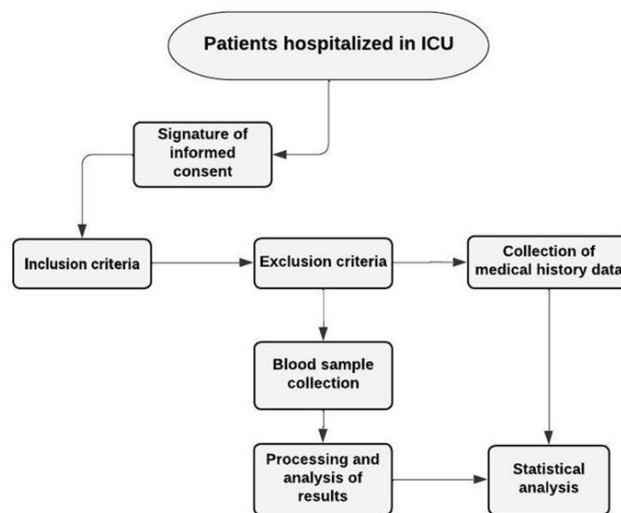 Patients hospitalized in ICU
Signature of
informed
consent
Inclusion criteria
Exclusion criteria
Collection of
medical history data
Blood sample
collection
Processing and
analysis of
results
Statistical
analysis